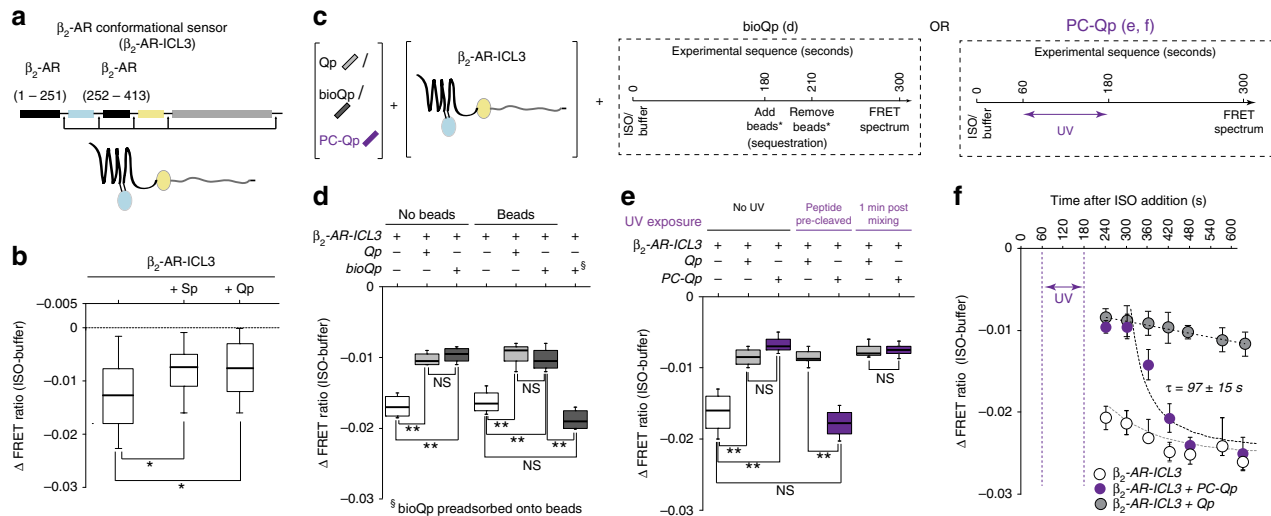 a
β₂-AR conformational sensor
(β₂-AR-ICL3)
β₂-AR β₂-AR
(1 – 251) (252 – 413)
b
β₂-AR-ICL3
+ Sp + Qp
Δ FRET ratio (ISO-buffer)
−0.005
0
−0.01
−0.02
−0.03
*
*
c
Qp /
bioQp /
PC-Qp
+
β₂-AR-ICL3
+
bioQp (d)
Experimental sequence (seconds)
0 180 210 300
ISO/buffer
Add beads* Remove beads*
(sequestration)
FRET spectrum
OR
PC-Qp (e, f)
Experimental sequence (seconds)
0 60 180 300
ISO/buffer
UV
FRET spectrum
d
No beads Beads
β₂-AR-ICL3 + + + + + + +
Qp – + – – + – –
bioQp – – + – – + +§
Δ FRET ratio (ISO-buffer)
0
−0.01
−0.02
−0.03
NS
**
**
NS
**
**
**
NS
§ bioQp preadsorbed onto beads
e
UV exposure
No UV
Peptide pre-cleaved
1 min post mixing
β₂-AR-ICL3 + + + + + + +
Qp – + – + – + –
PC-Qp – – + – + – +
Δ FRET ratio (ISO-buffer)
0
−0.01
−0.02
−0.03
NS
**
**
**
NS
NS
f
Time after ISO addition (s)
0 60 120 180 240 300 360 420 480 540 600
UV
Δ FRET ratio (ISO-buffer)
0
−0.01
−0.02
−0.03
τ = 97 ± 15 s
β₂-AR-ICL3
β₂-AR-ICL3 + PC-Qp
β₂-AR-ICL3 + Qp